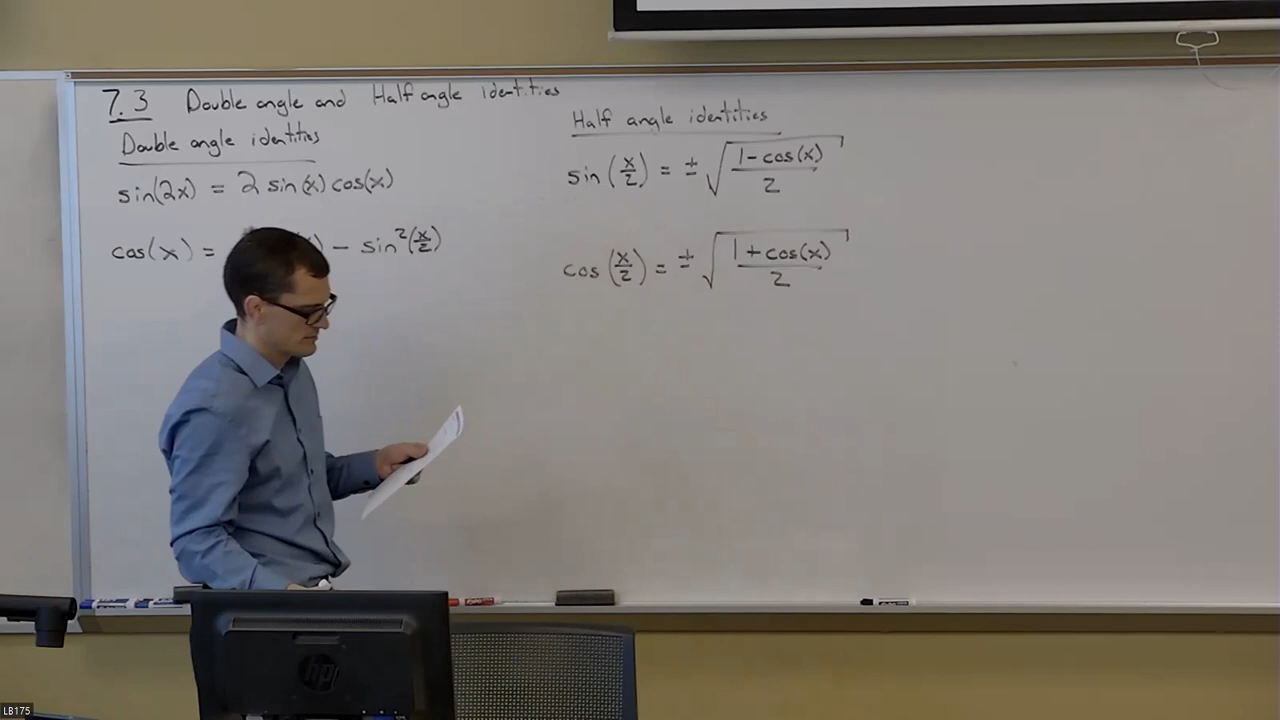 7.3 Double angle and Half angle identities
Double angle identities
sin(2x) = 2 sin(x) cos(x)
cos(x) = ) - sin²(x/2)
Half angle identities
sin(x/2) = ± √((1-cos(x))/2)
cos(x/2) = ± √((1+cos(x))/2)
hp
LB175